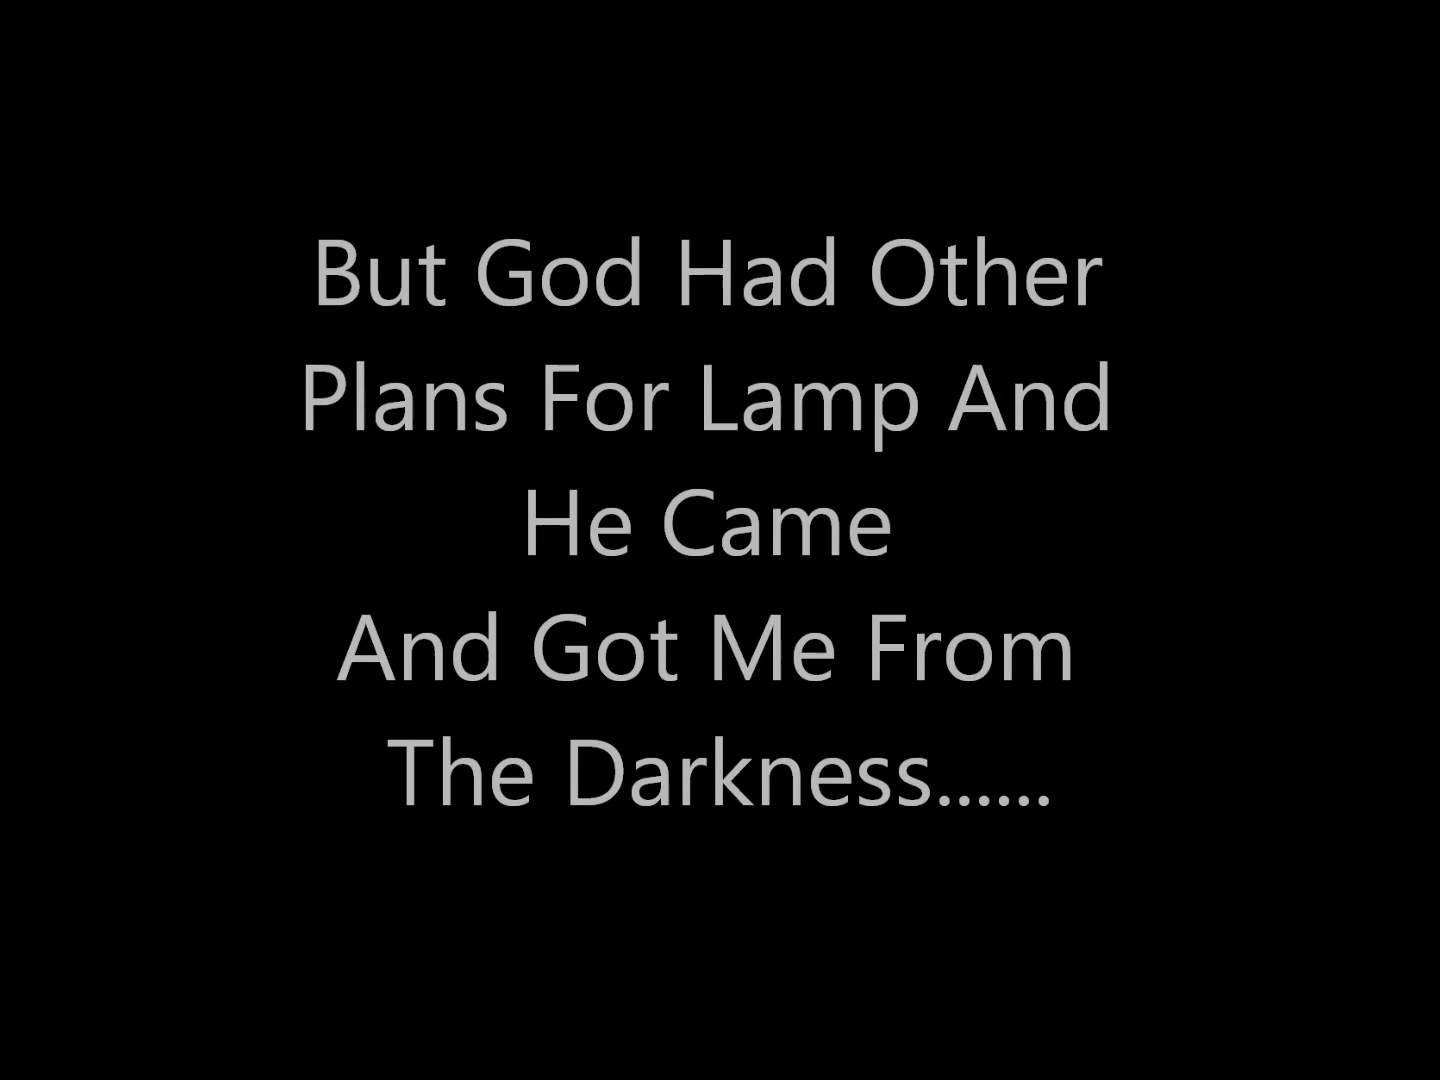 But God Had Other
Plans For Lamp And
He Came
And Got Me From
The Darkness......